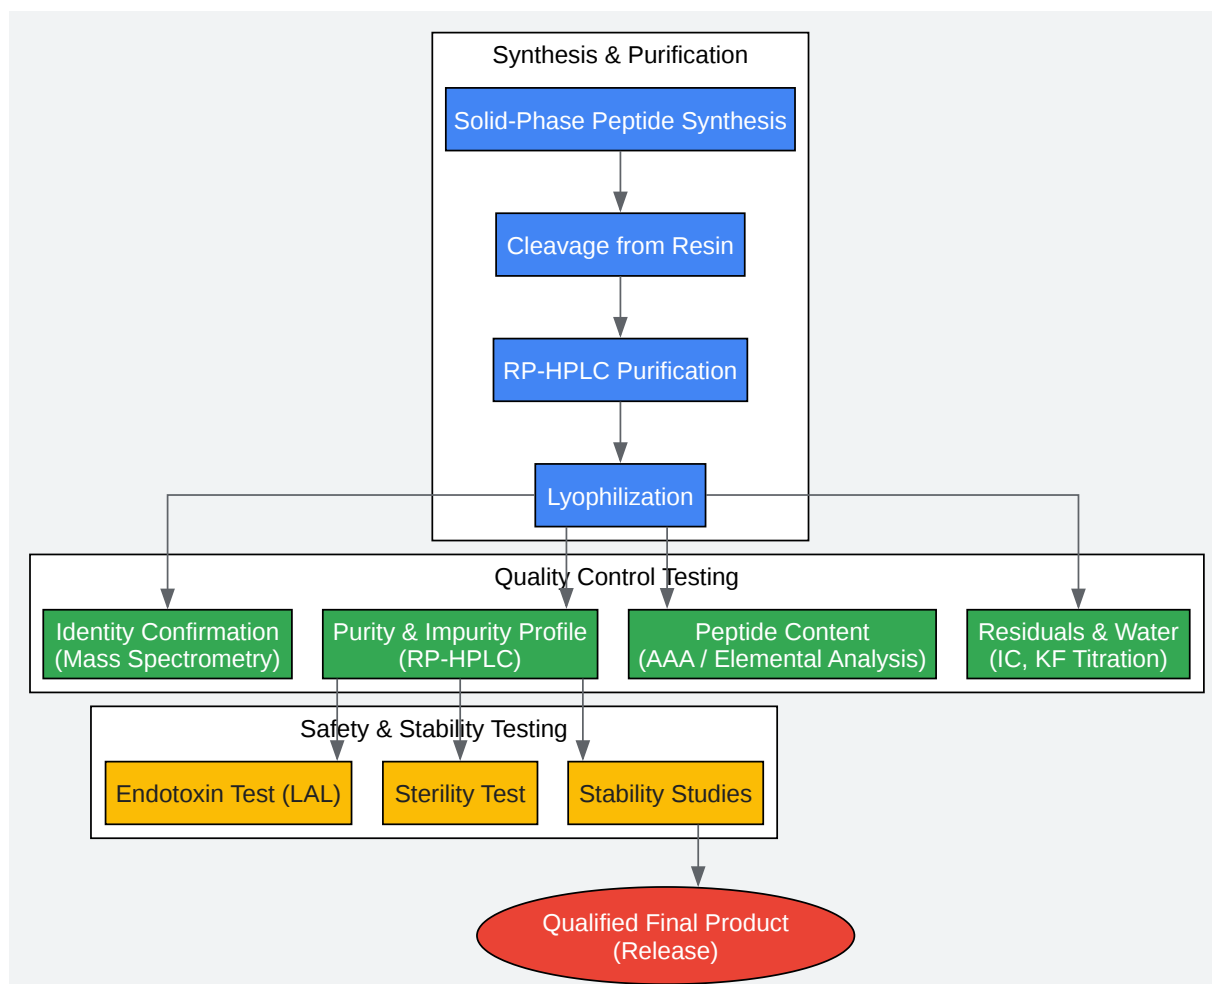 Synthesis & Purification
Solid-Phase Peptide Synthesis
Cleavage from Resin
RP-HPLC Purification
Lyophilization
Quality Control Testing
Identity Confirmation
(Mass Spectrometry)
Purity & Impurity Profile
(RP-HPLC)
Peptide Content
(AAA / Elemental Analysis)
Residuals & Water
(IC, KF Titration)
Safety & Stability Testing
Endotoxin Test (LAL)
Sterility Test
Stability Studies
Qualified Final Product
(Release)